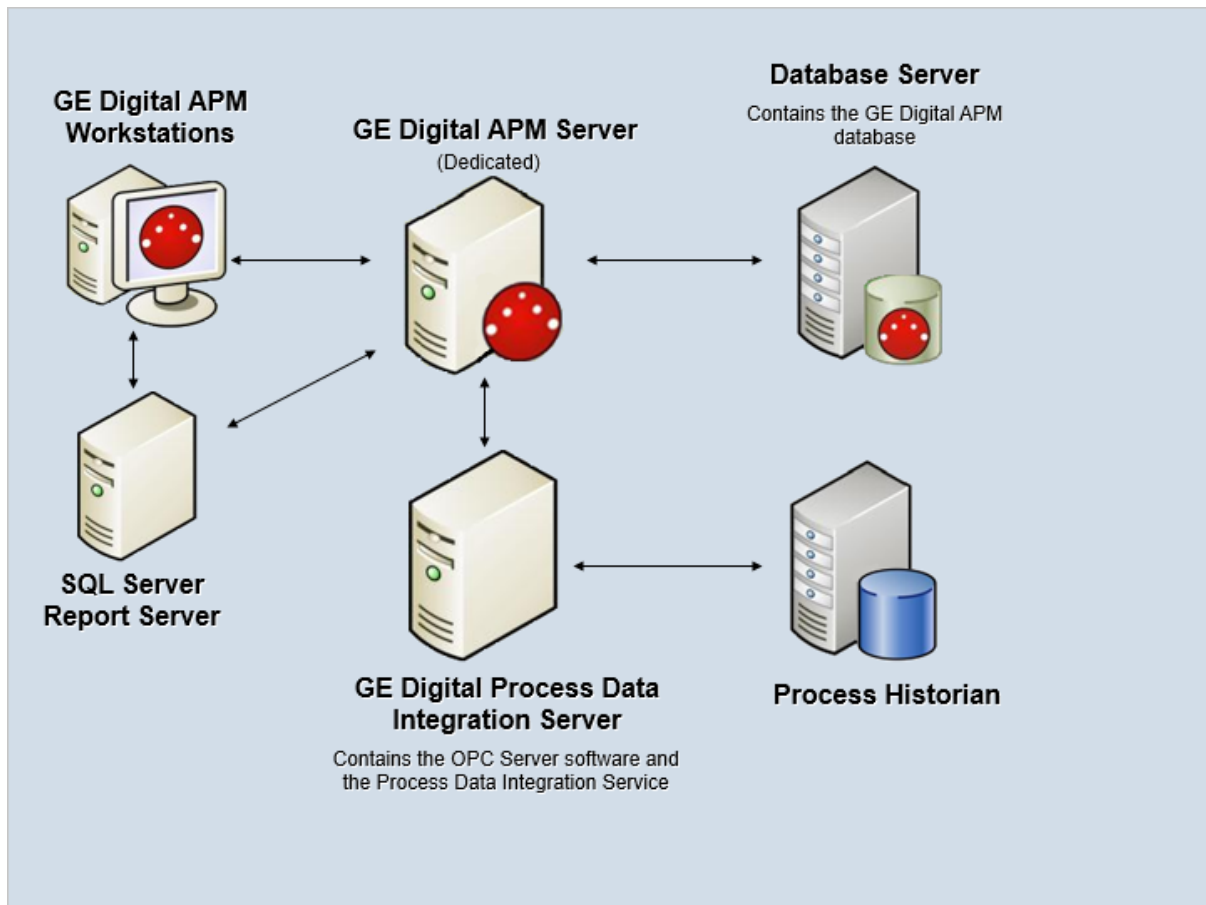 GE Digital APM
Workstations
GE Digital APM Server
(Dedicated)
Database Server
Contains the GE Digital APM
database
SQL Server
Report Server
GE Digital Process Data
Integration Server
Contains the OPC Server software and
the Process Data Integration Service
Process Historian